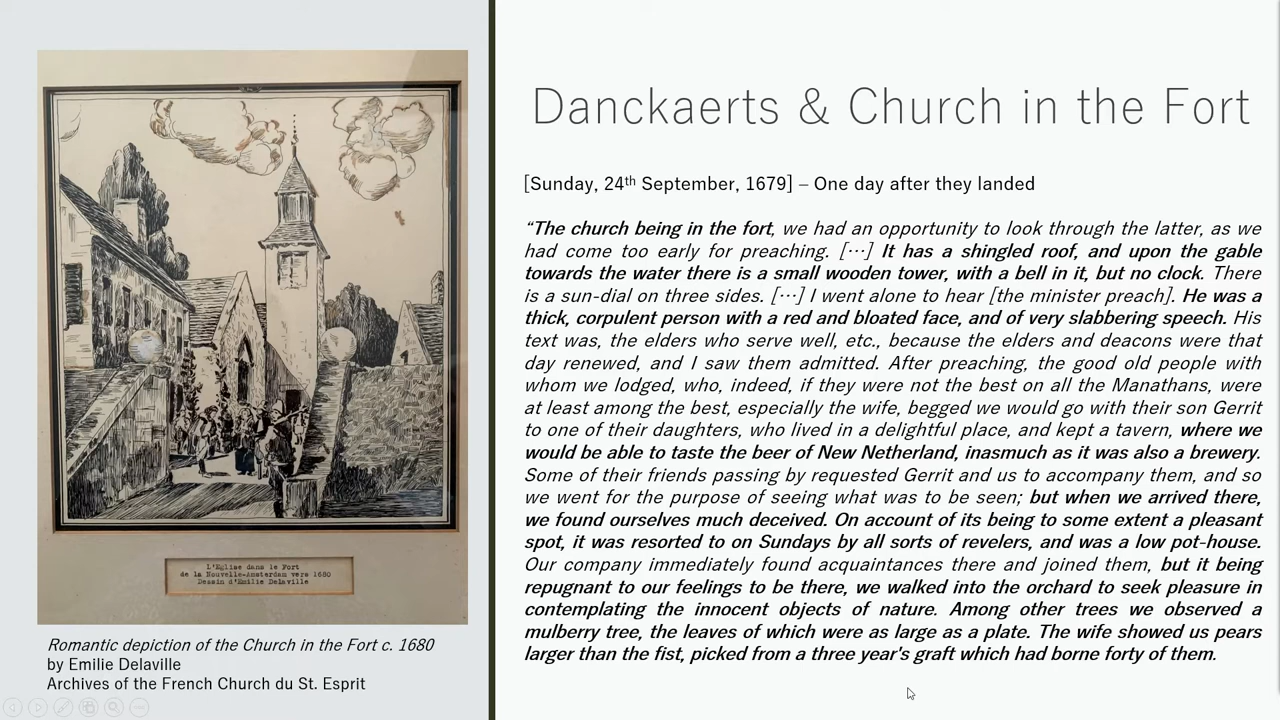 L'Eglise dans le Fort
de la Nouvelle-Amsterdam vers 1680
Dessin d'Emilie Delaville
Romantic depiction of the Church in the Fort c. 1680
by Emilie Delaville
Archives of the French Church du St. Esprit
Danckaerts & Church in the Fort
[Sunday, 24th September, 1679] – One day after they landed
“The church being in the fort, we had an opportunity to look through the latter, as we
had come too early for preaching. […] It has a shingled roof, and upon the gable
towards the water there is a small wooden tower, with a bell in it, but no clock. There
is a sun-dial on three sides. […] I went alone to hear [the minister preach]. He was a
thick, corpulent person with a red and bloated face, and of very slabbering speech. His
text was, the elders who serve well, etc., because the elders and deacons were that
day renewed, and I saw them admitted. After preaching, the good old people with
whom we lodged, who, indeed, if they were not the best on all the Manathans, were
at least among the best, especially the wife, begged we would go with their son Gerrit
to one of their daughters, who lived in a delightful place, and kept a tavern, where we
would be able to taste the beer of New Netherland, inasmuch as it was also a brewery.
Some of their friends passing by requested Gerrit and us to accompany them, and so
we went for the purpose of seeing what was to be seen; but when we arrived there,
we found ourselves much deceived. On account of its being to some extent a pleasant
spot, it was resorted to on Sundays by all sorts of revelers, and was a low pot-house.
Our company immediately found acquaintances there and joined them, but it being
repugnant to our feelings to be there, we walked into the orchard to seek pleasure in
contemplating the innocent objects of nature. Among other trees we observed a
mulberry tree, the leaves of which were as large as a plate. The wife showed us pears
larger than the fist, picked from a three year's graft which had borne forty of them.